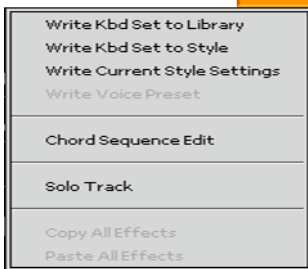 Write Kbd Set to Library
Write Kbd Set to Style
Write Current Style Settings
Write Voice Preset
Chord Sequence Edit
Solo Track
Copy All Effects
Paste All Effects